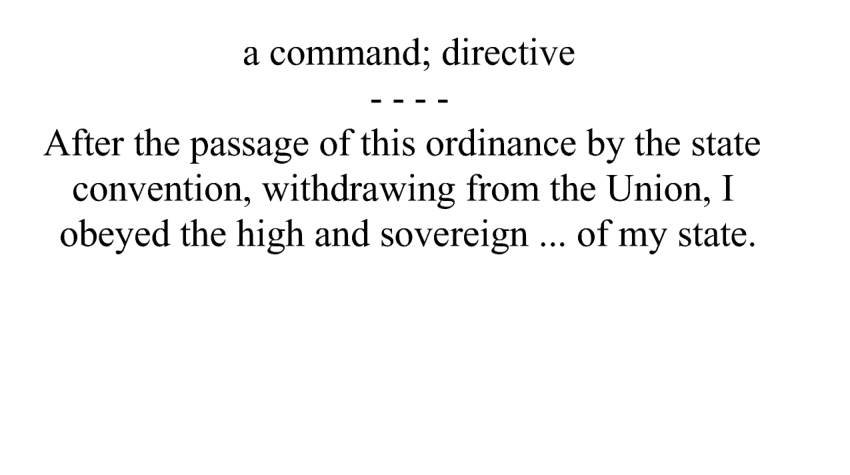 a command; directive
- - - -
After the passage of this ordinance by the state
convention, withdrawing from the Union, I
obeyed the high and sovereign ... of my state.